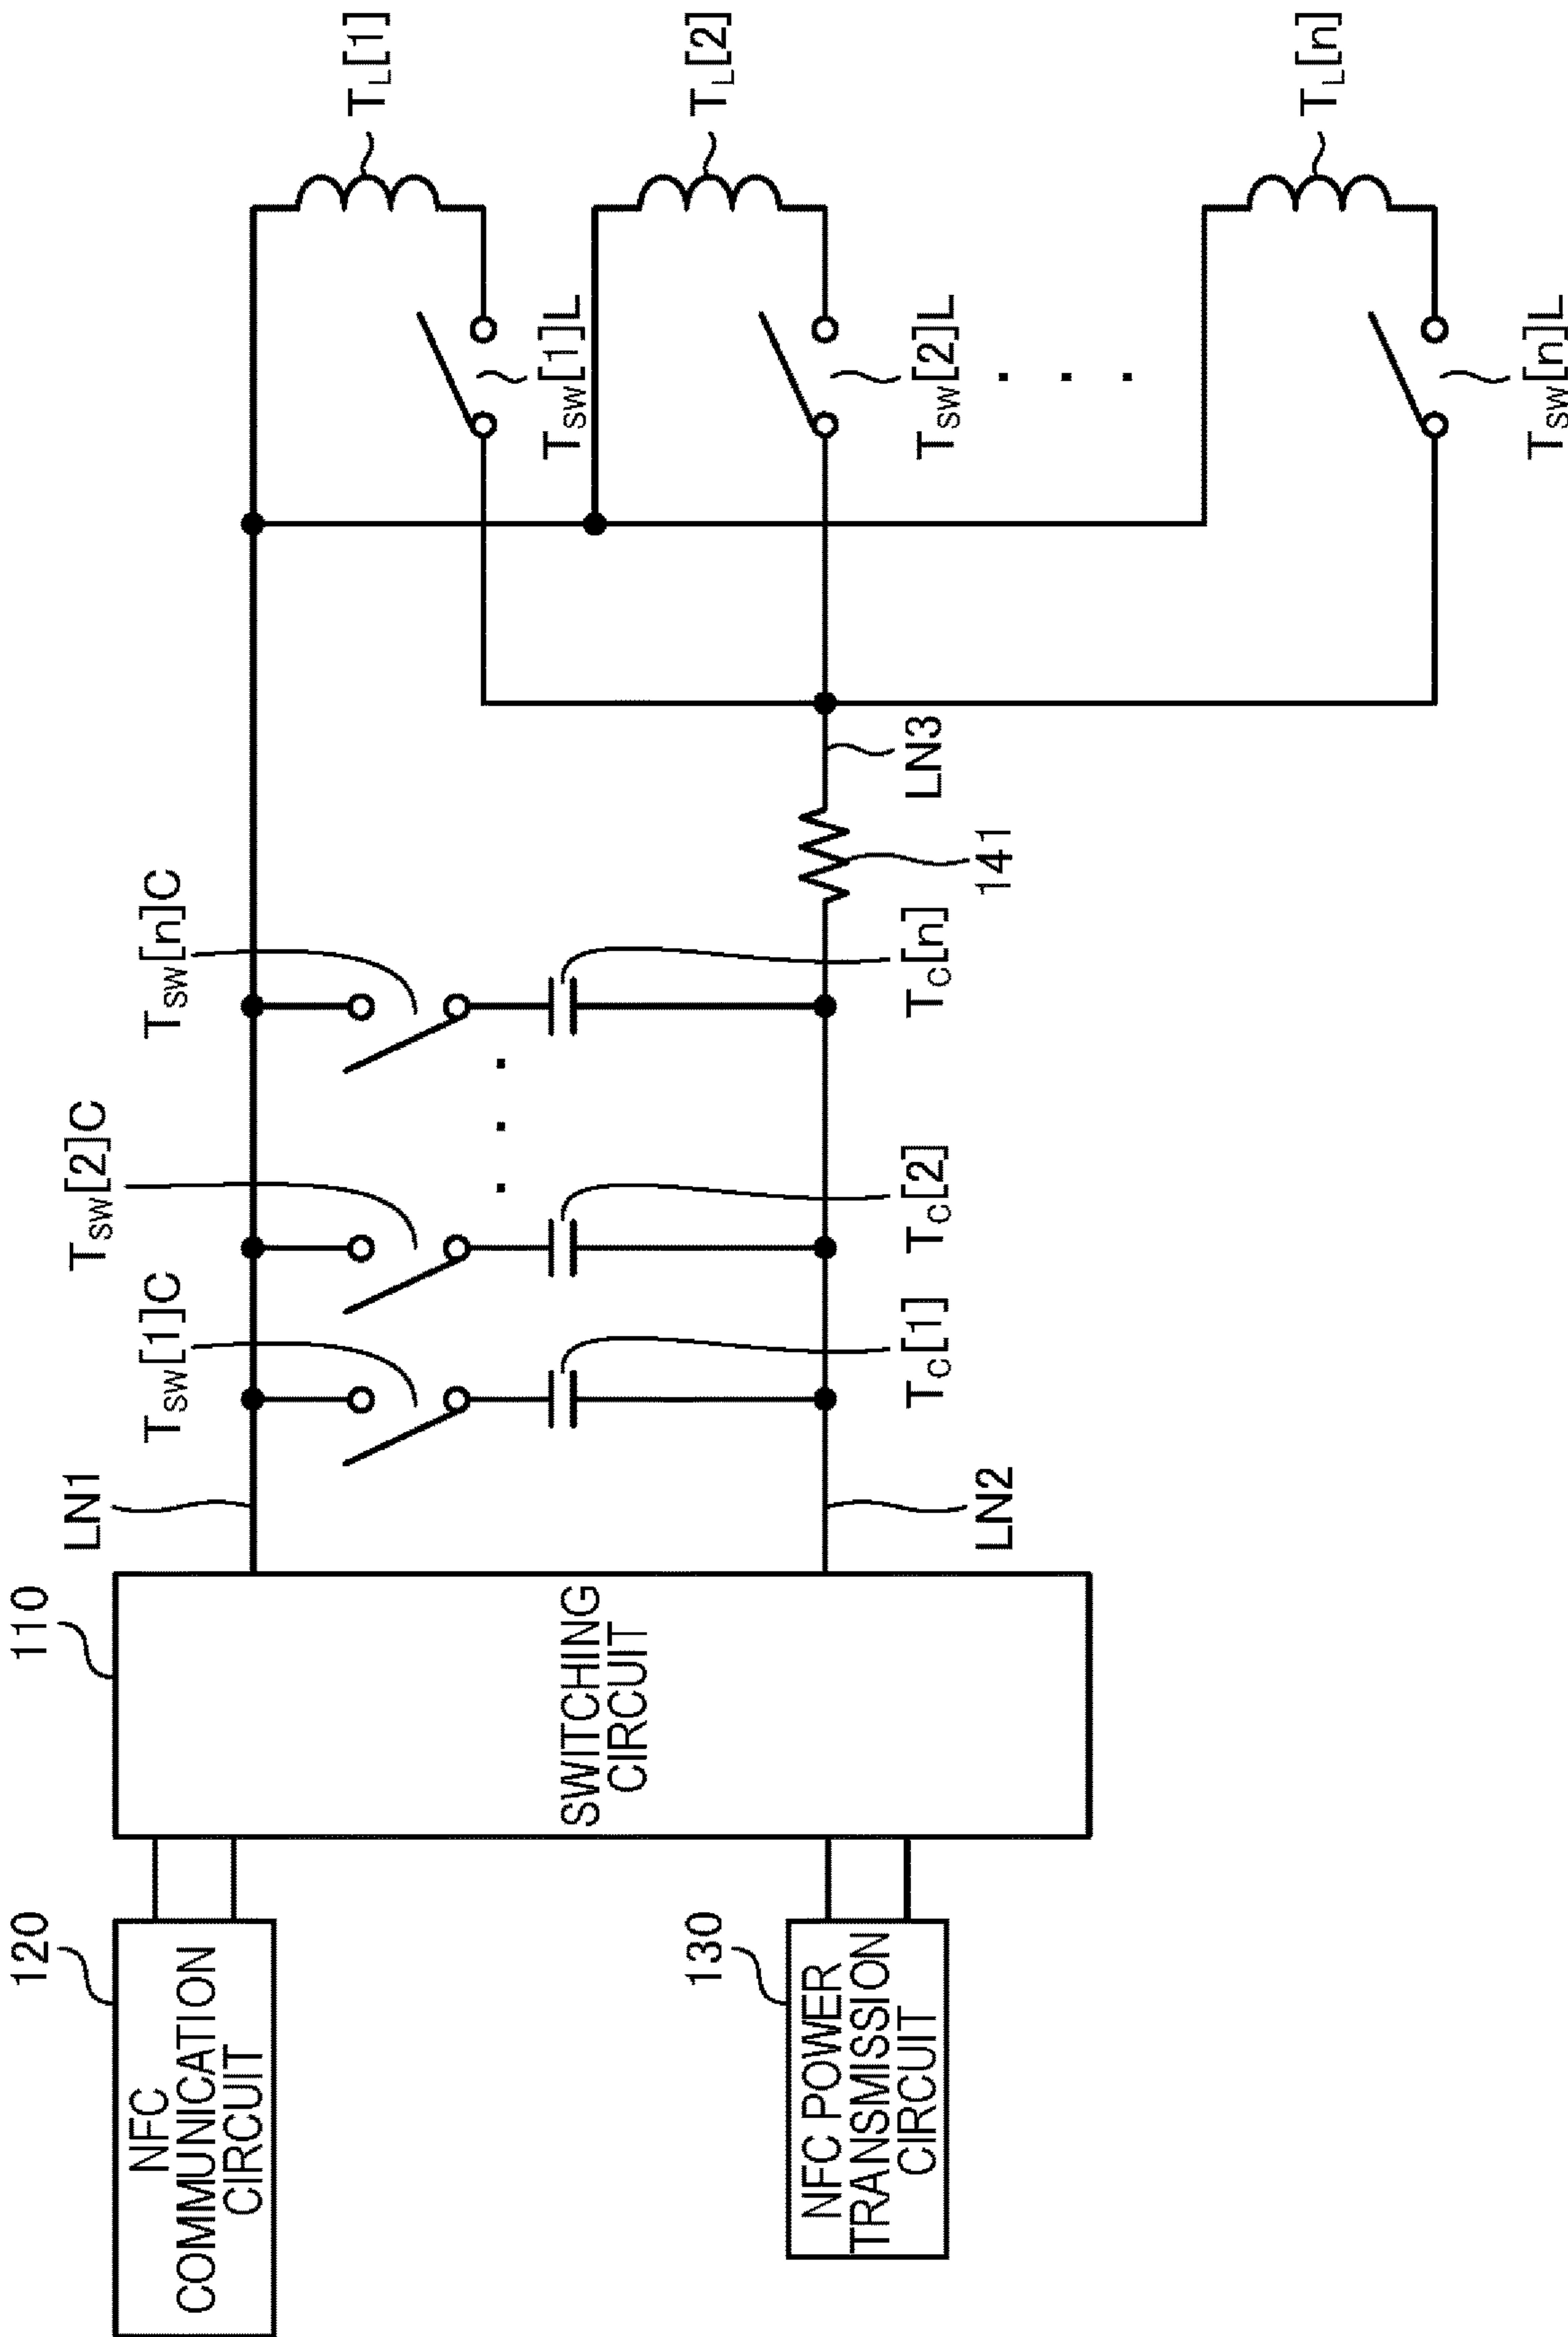 120
NFC
COMMUNICATION
CIRCUIT
130
NFC POWER
TRANSMISSION
CIRCUIT
110
SWITCHING
CIRCUIT
LN1
LN2
TSW[1]C
TSW[2]C
TSW[n]C
TC[1]
TC[2]
. . .
TC[n]
141
LN3
TSW[1]L
TSW[2]L
. . .
TSW[n]L
TL[1]
TL[2]
TL[n]